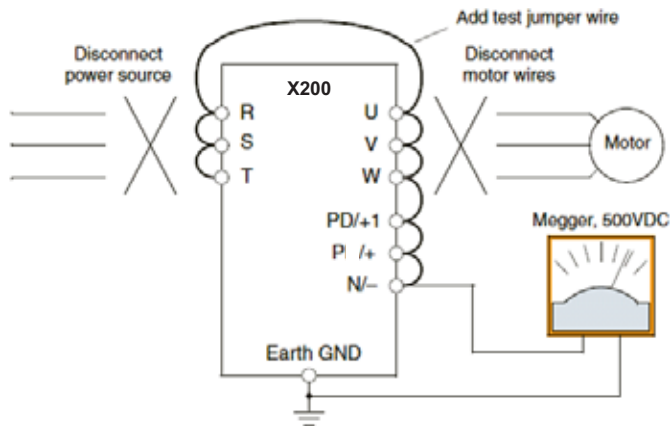 Add test jumper wire
Disconnect
power source
Disconnect
motor wires
X200
R
S
T
U
V
W
PD/+1
N/–
Motor
Megger, 500VDC
Earth GND